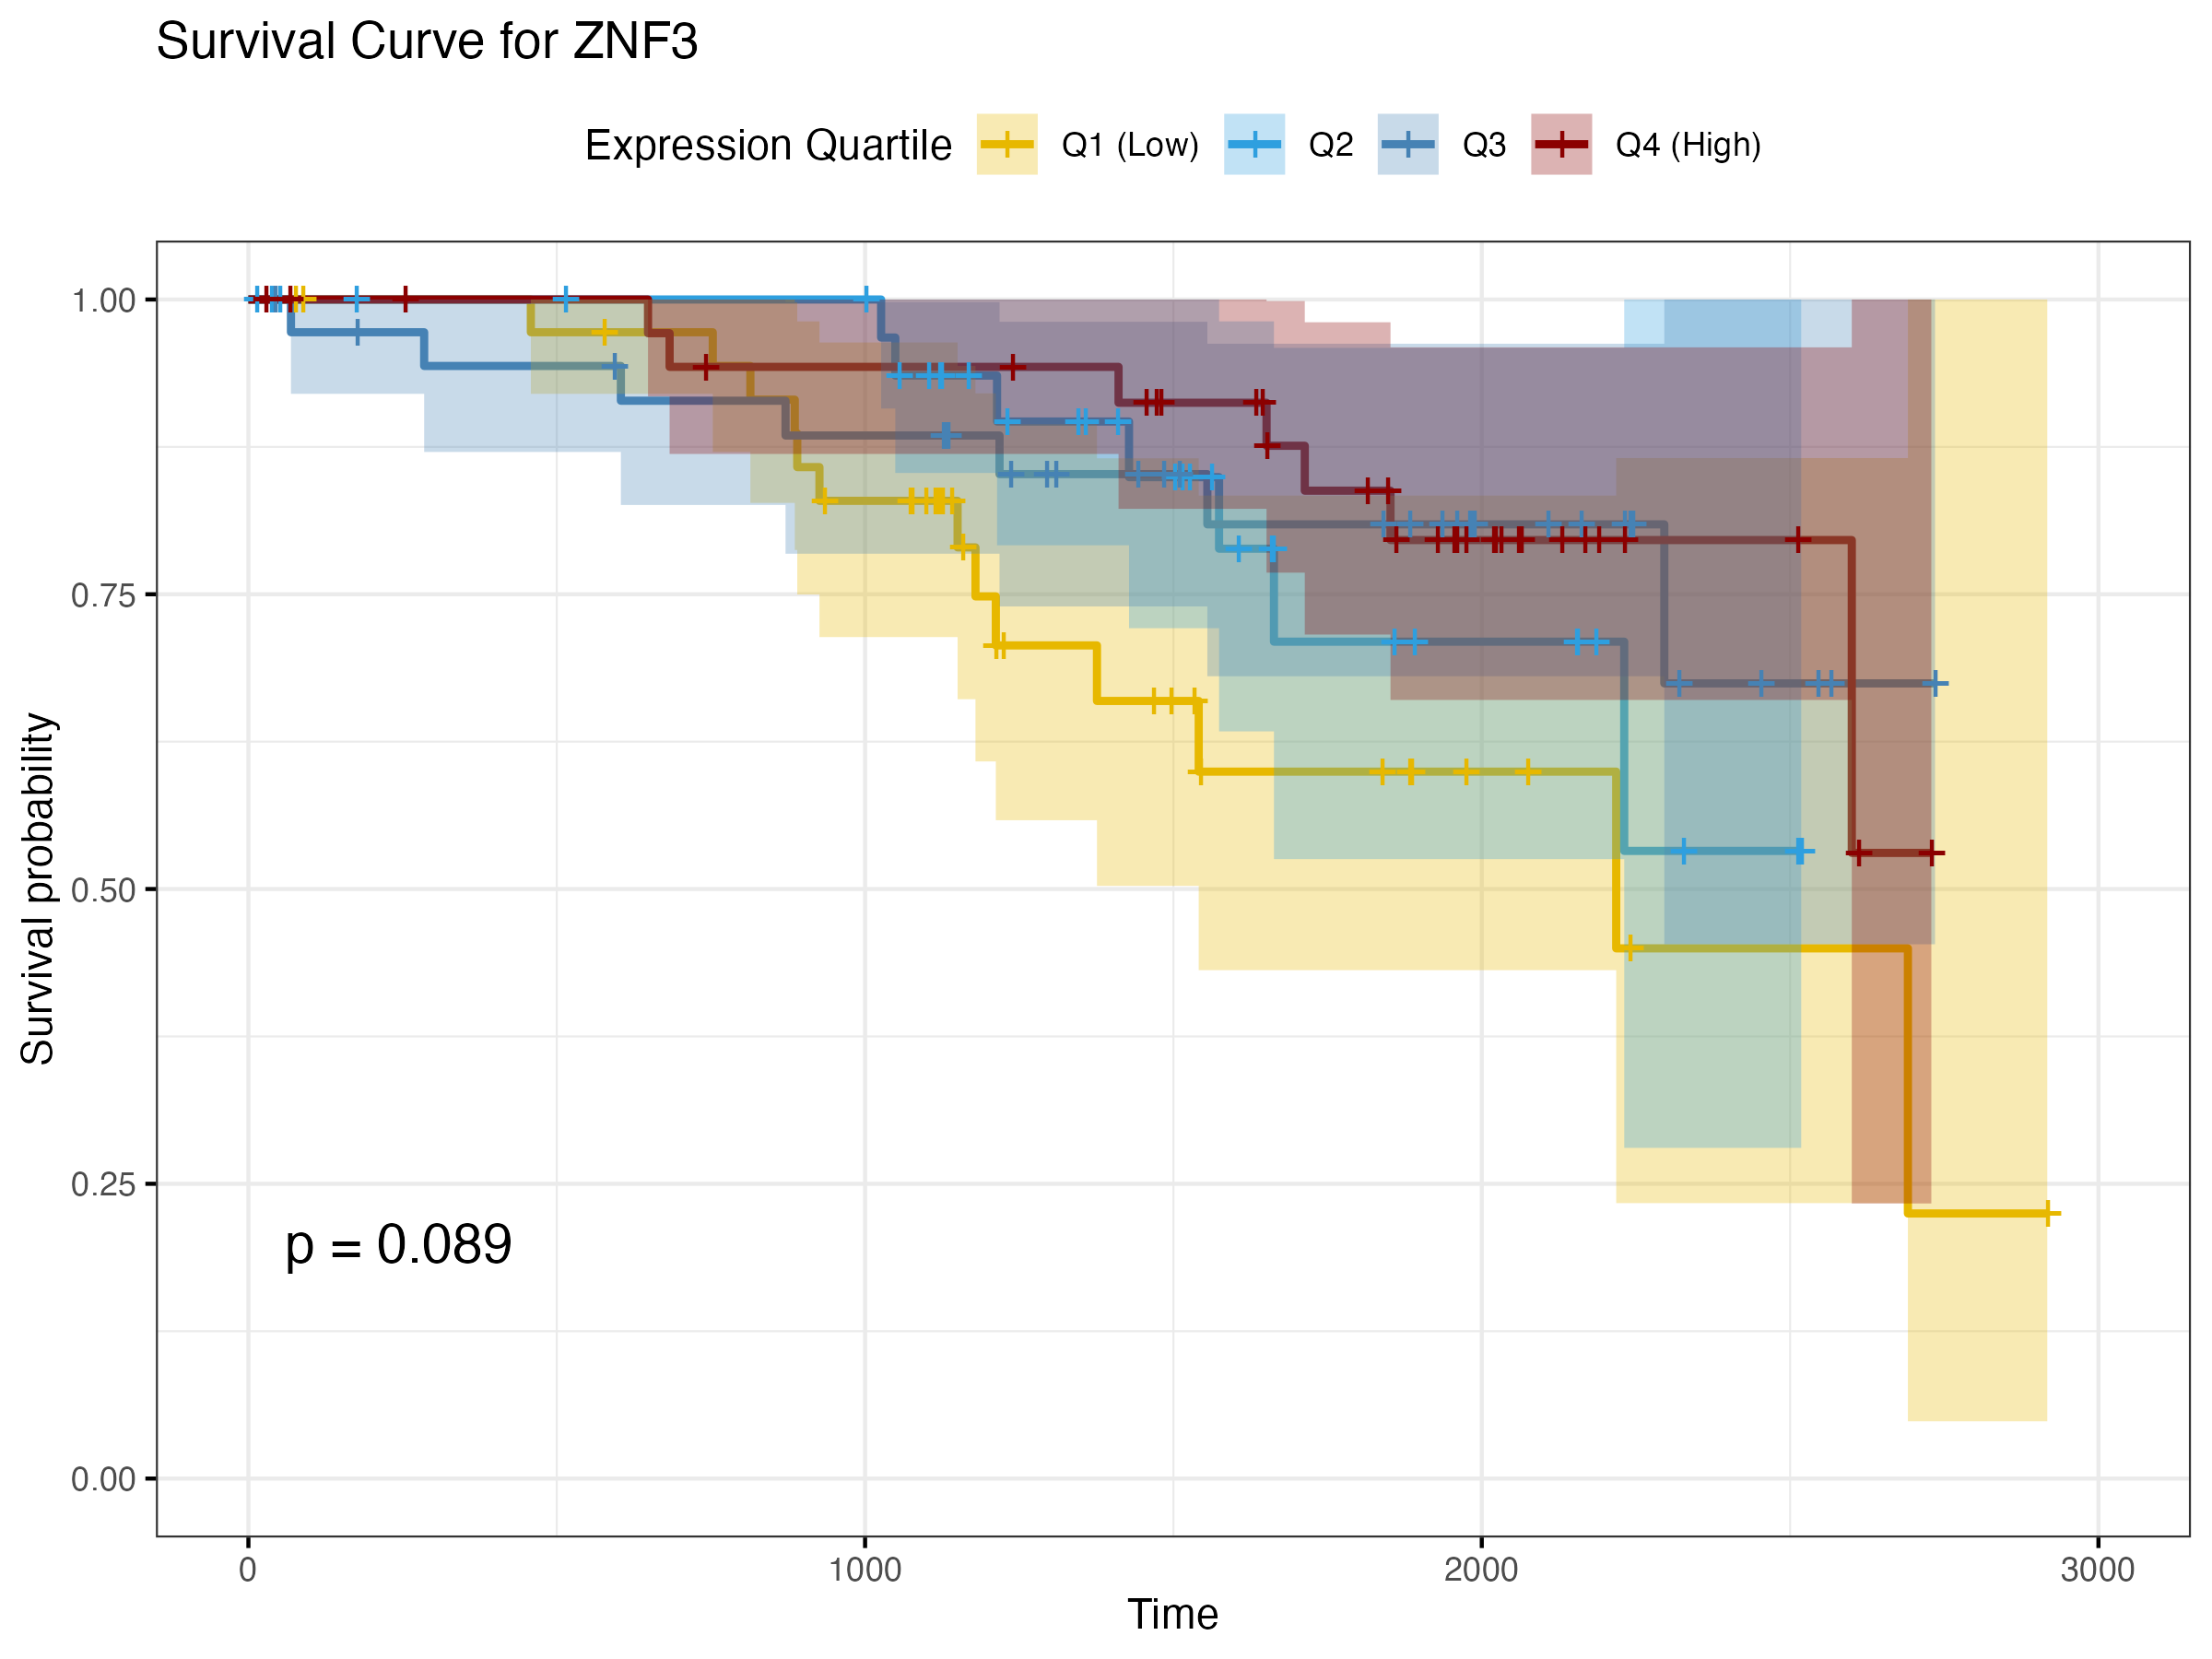 Survival Curve for ZNF3
Expression Quartile Q1 (Low) Q2 Q3 Q4 (High)
1.00
0.75
0.50
0.25
0.00
Survival probability
p = 0.089
0 1000 2000 3000
Time